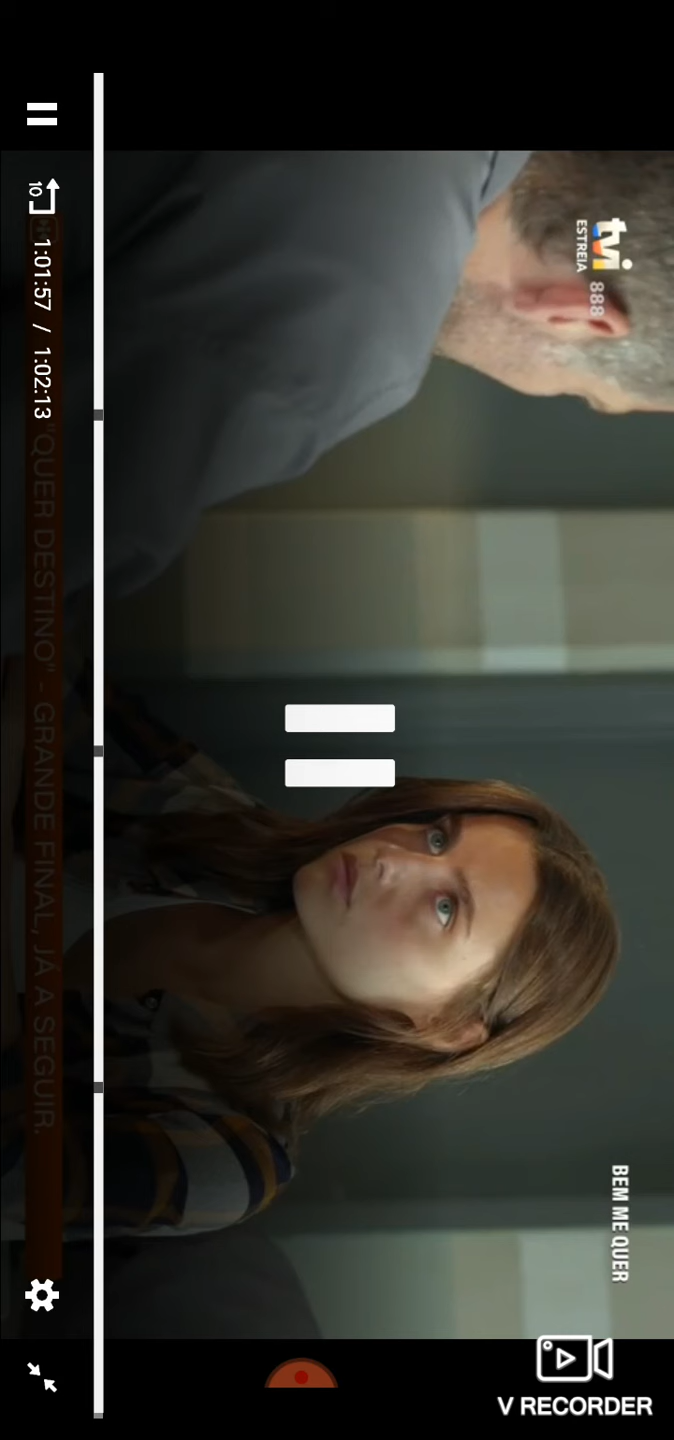 tvi
ESTREIA
888
BEM ME QUER
"QUER DESTINO" - GRANDE FINAL, JÁ A SEGUIR.
10
1:01:57 / 1:02:13
V RECORDER